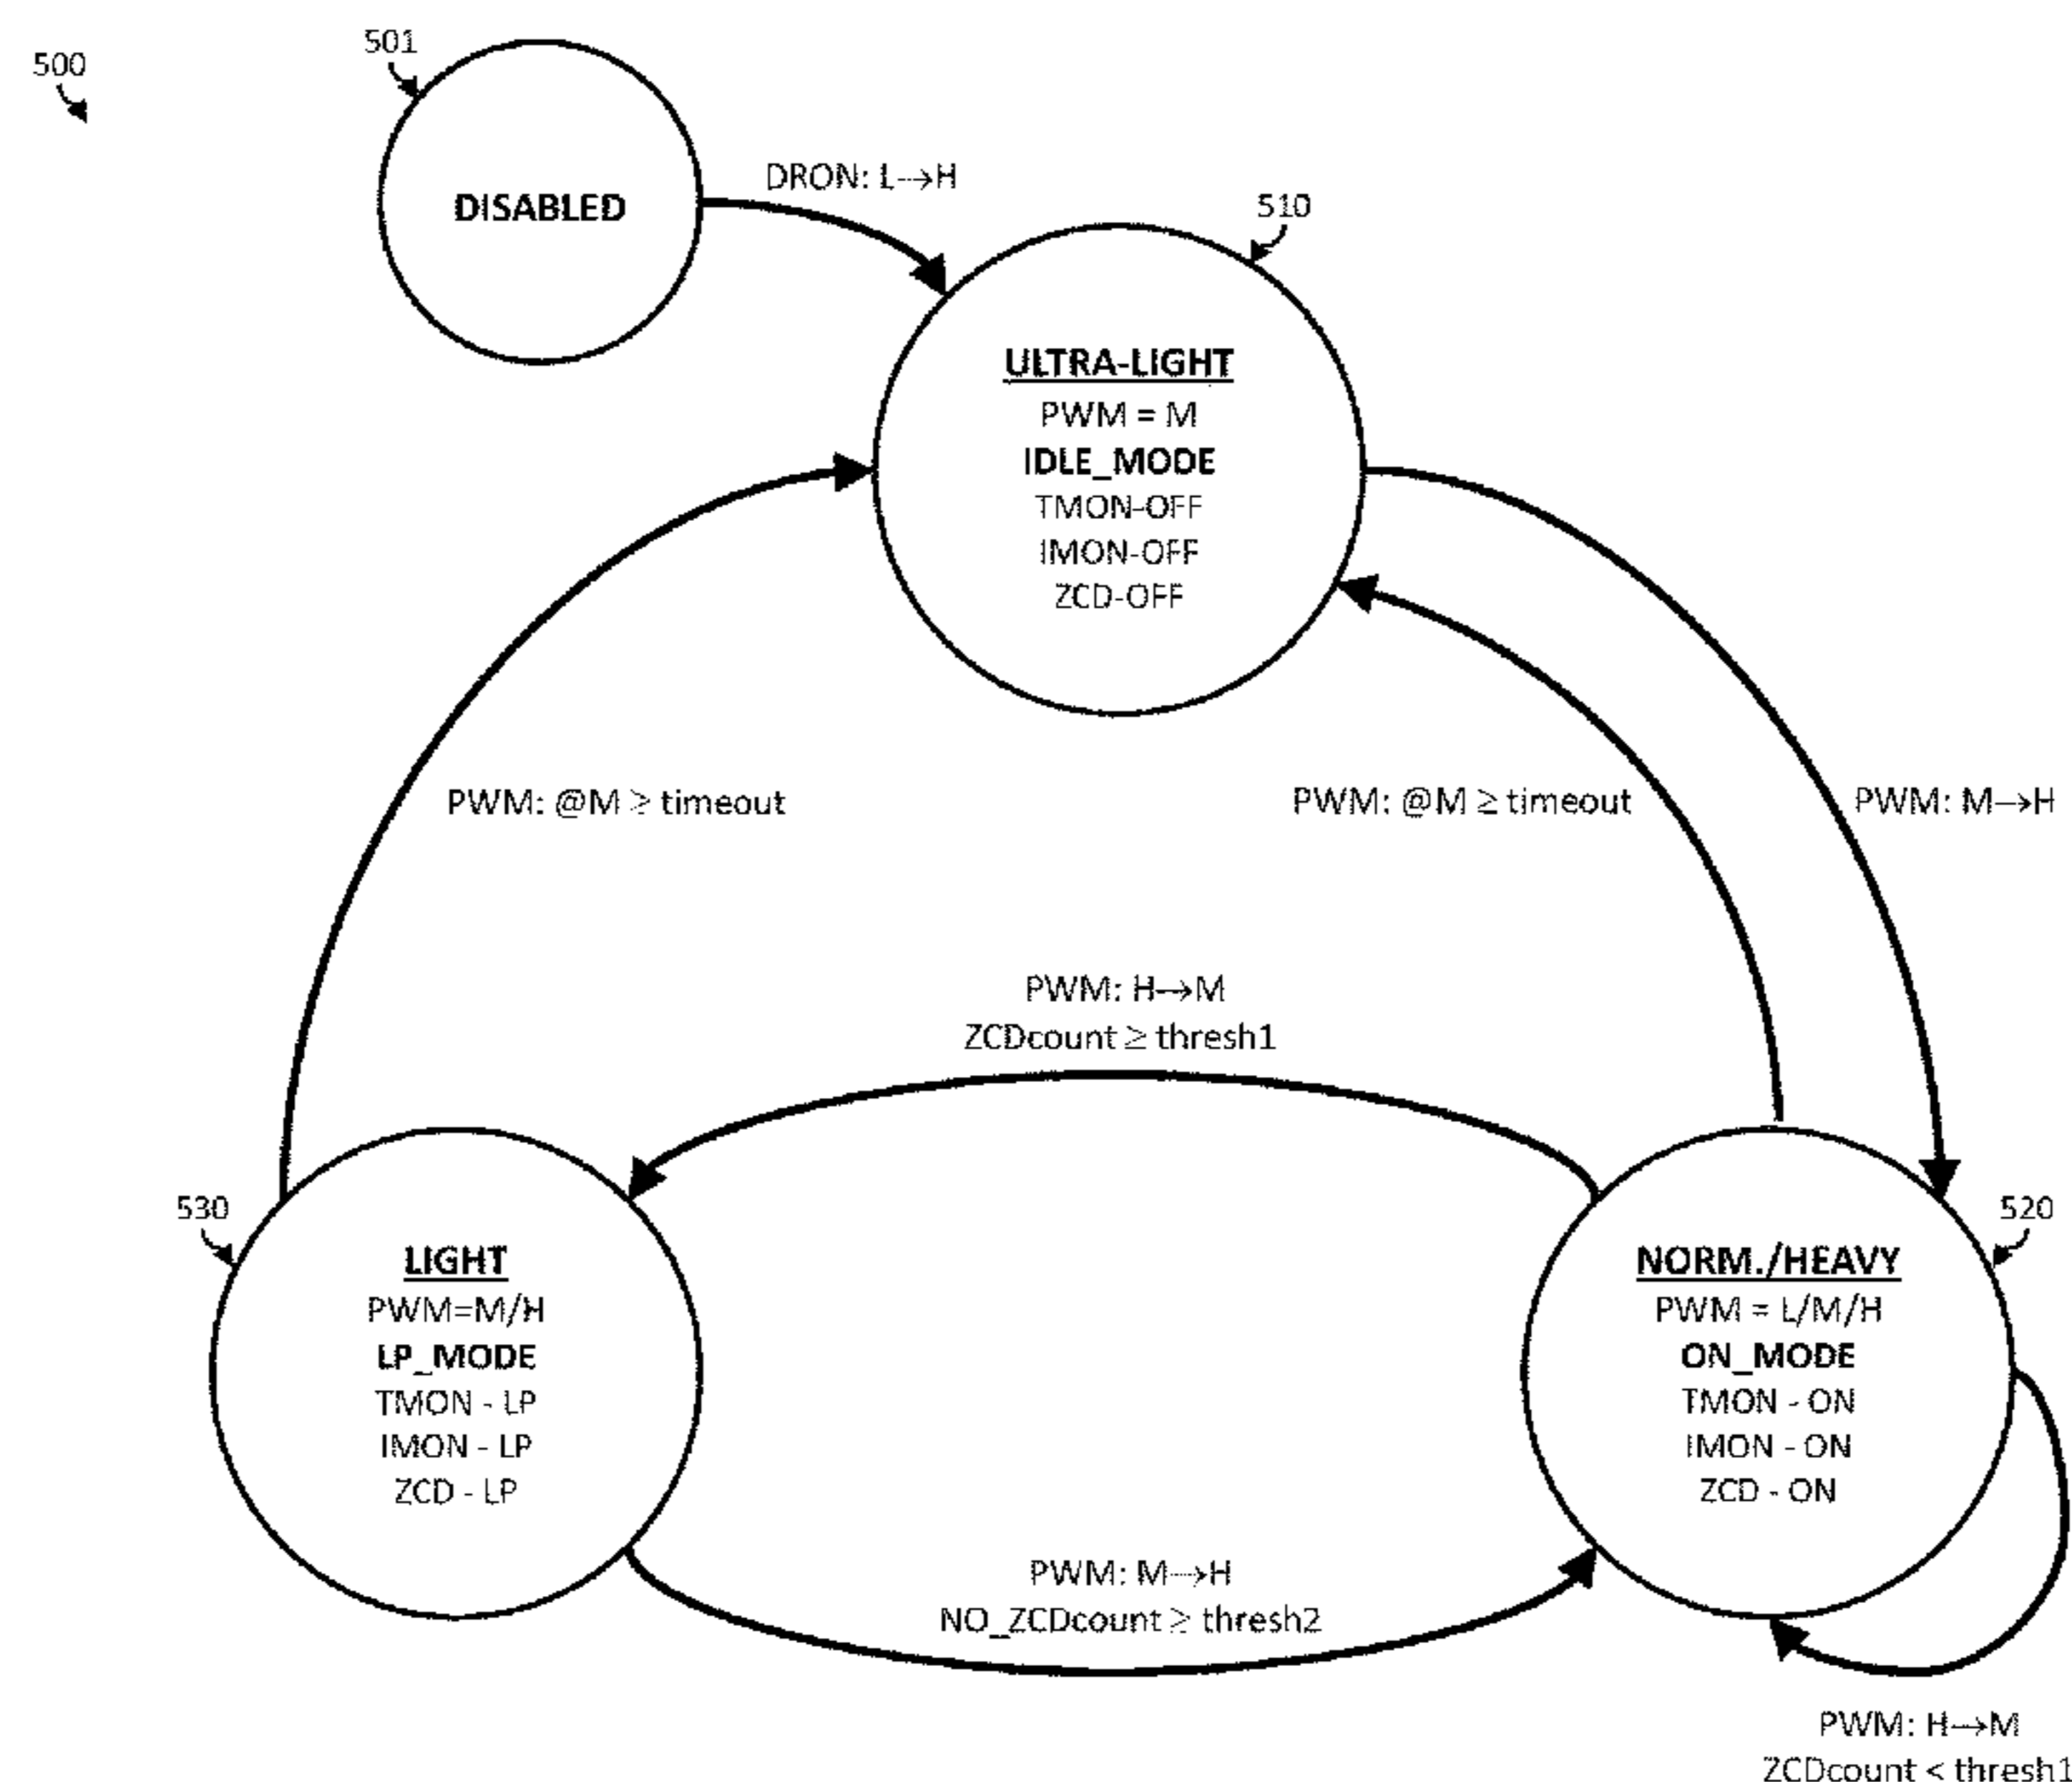 500
501
DISABLED
DRON: L→H
510
ULTRA-LIGHT
PWM = M
IDLE_MODE
TMON-OFF
IMON-OFF
ZCD-OFF
PWM: @M ≥ timeout
PWM: @M ≥ timeout
PWM: M→H
PWM: H→M
ZCDcount ≥ thresh1
530
LIGHT
PWM=M/H
LP_MODE
TMON - LP
IMON - LP
ZCD - LP
520
NORM./HEAVY
PWM = L/M/H
ON_MODE
TMON - ON
IMON - ON
ZCD - ON
PWM: M→H
NO_ZCDcount ≥ thresh2
PWM: H→M
ZCDcount < thresh1